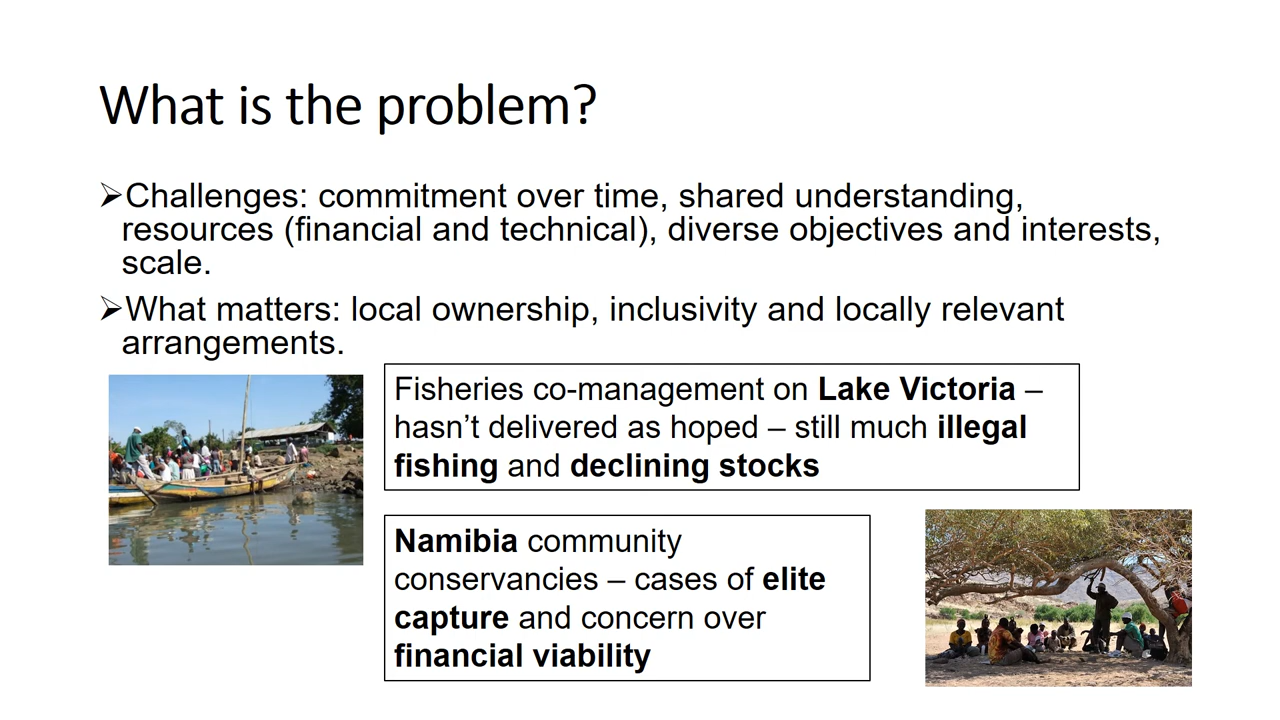 What is the problem?
➢Challenges: commitment over time, shared understanding,
resources (financial and technical), diverse objectives and interests,
scale.
➢What matters: local ownership, inclusivity and locally relevant
arrangements.
Fisheries co-management on Lake Victoria –
hasn’t delivered as hoped – still much illegal
fishing and declining stocks
Namibia community
conservancies – cases of elite
capture and concern over
financial viability